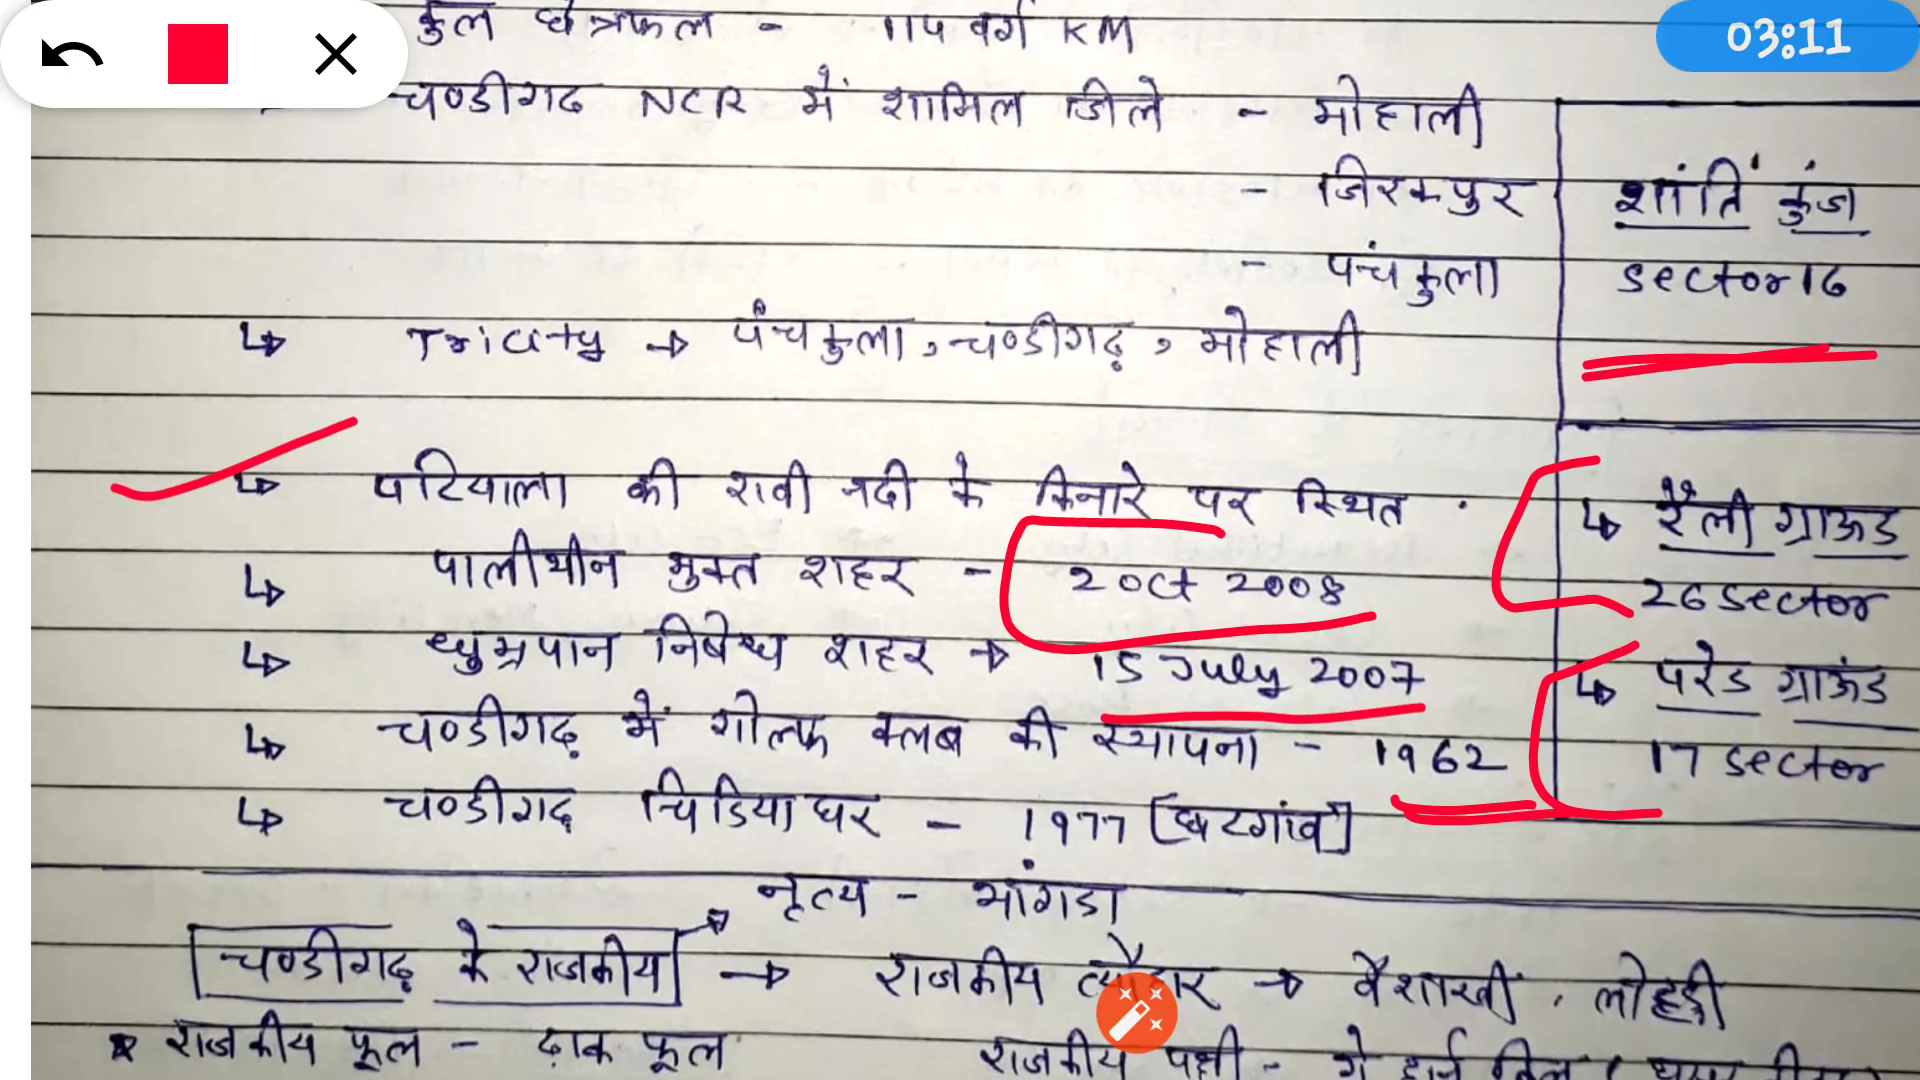 कुल क्षेत्रफल - 114 वर्ग KM
03:11
चण्डीगढ NCR में शामिल जिले - मोहाली
- जिरकपुर
- पंचकुला
शांति कुंज
sector 16
↳ Tricity → पंचकुला, चण्डीगढ़, मोहाली
↳ पटियाला की रावी नदी के किनारे पर स्थित .
↳ पालीथीन मुक्त शहर - 2 oct 2008
↳ धुम्रपान निषेध शहर → 15 July 2007
↳ चण्डीगढ़ में गोल्फ क्लब की स्थापना - 1962
↳ चण्डीगढ़ चिडियाघर - 1977 [छटगांव]
↳ रैली ग्राऊंड
26 sector
↳ परेड ग्राऊंड
17 sector
नृत्य - भांगडा
चण्डीगढ़ के राजकीय → राजकीय त्यौहार → वैशाखी, लोहड़ी
* राजकीय फूल - ढ़ाक फूल
राजकीय पक्षी - ग्रे हार्न बिल